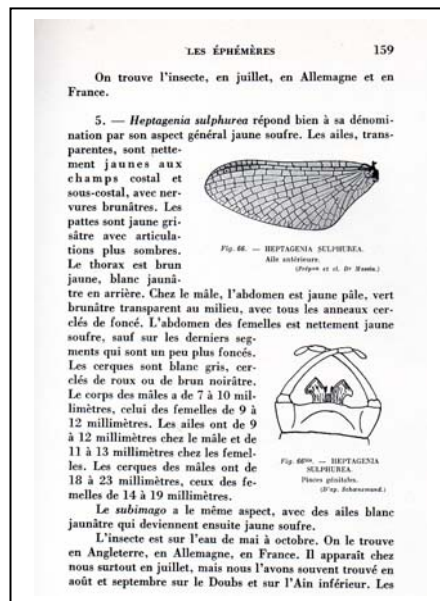 LES ÉPHÉMÈRES 159
On trouve l'insecte, en juillet, en Allemagne et en
France.
5. — Heptagenia sulphurea répond bien à sa dénomi-
nation par son aspect général jaune soufre. Les ailes, trans-
parentes, sont nette-
ment jaunes aux
champs costal et
sous-costal, avec ner-
vures brunâtres. Les
pattes sont jaune gri-
sâtre avec articula-
tions plus sombres.
Le thorax est brun
jaune, blanc jaunâ-
tre en arrière. Chez le mâle, l'abdomen est jaune pâle, vert
brunâtre transparent au milieu, avec tous les anneaux cer-
clés de foncé. L'abdomen des femelles est nettement jaune
soufre, sauf sur les derniers seg-
ments qui sont un peu plus foncés.
Les cerques sont blanc gris, cer-
clés de roux ou de brun noirâtre.
Le corps des mâles a de 7 à 10 mil-
limètres, celui des femelles de 9 à
12 millimètres. Les ailes ont de 9
à 12 millimètres chez le mâle et de
11 à 13 millimètres chez les femel-
les. Les cerques des mâles ont de
18 à 23 millimètres, ceux des fe-
melles de 14 à 19 millimètres.
Fig. 66. — HEPTAGENIA SULPHUREA.
Aile antérieure.
Fig. 66bis. — HEPTAGENIA
SULPHUREA.
Pinces génitales.
Le subimago a le même aspect, avec des ailes blanc
jaunâtre qui deviennent ensuite jaune soufre.
L'insecte est sur l'eau de mai à octobre. On le trouve
en Angleterre, en Allemagne, en France. Il apparaît chez
nous surtout en juillet, mais nous l'avons souvent trouvé en
août et septembre sur le Doubs et sur l'Ain inférieur. Les